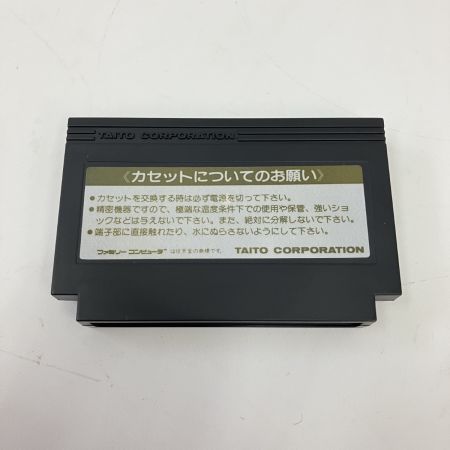 TAITO CORPORATION
《カセットについてのお願い》
●カセットを交換する時は必ず電源を切って下さい。
●精密機器ですので、極端な温度条件下での使用や保管、強いショ
ックなどは与えないで下さい。また、絶対に分解しないで下さい。
●端子部に直接触れたり、水にぬらさないようにして下さい。
ファミリーコンピュータ™は任天堂の商標です。 TAITO CORPORATION